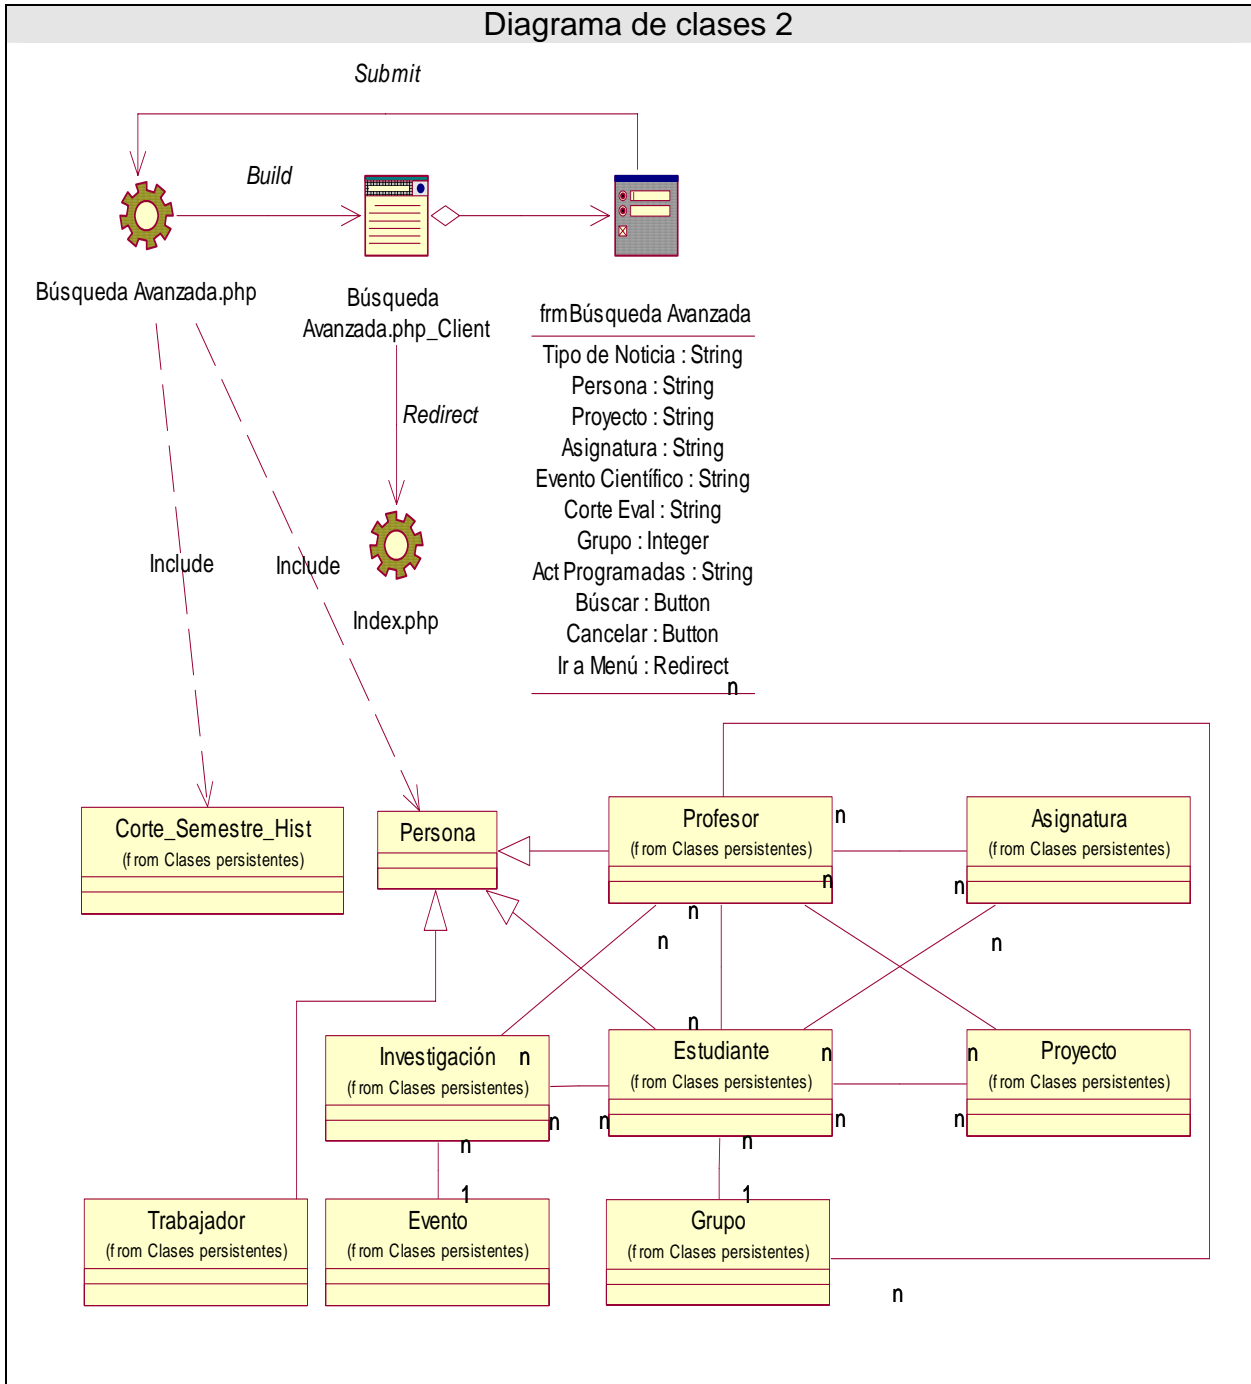 Diagrama de clases 2
Submit
Build
Búsqueda Avanzada.php
Búsqueda
Avanzada.php_Client
frmBúsqueda Avanzada
Tipo de Noticia : String
Persona : String
Proyecto : String
Asignatura : String
Evento Científico : String
Corte Eval : String
Grupo : Integer
Act Programadas : String
Búscar : Button
Cancelar : Button
Ir a Menú : Redirect
Redirect
Include
Include
Index.php
n
Corte_Semestre_Hist
(from Clases persistentes)
Persona
Profesor
(from Clases persistentes)
n
Asignatura
(from Clases persistentes)
n
n
n
n
n
n
Investigación
(from Clases persistentes)
n
Estudiante
(from Clases persistentes)
n
n
Proyecto
(from Clases persistentes)
n
n
n
n
n
n
1
1
Trabajador
(from Clases persistentes)
Evento
(from Clases persistentes)
Grupo
(from Clases persistentes)
n